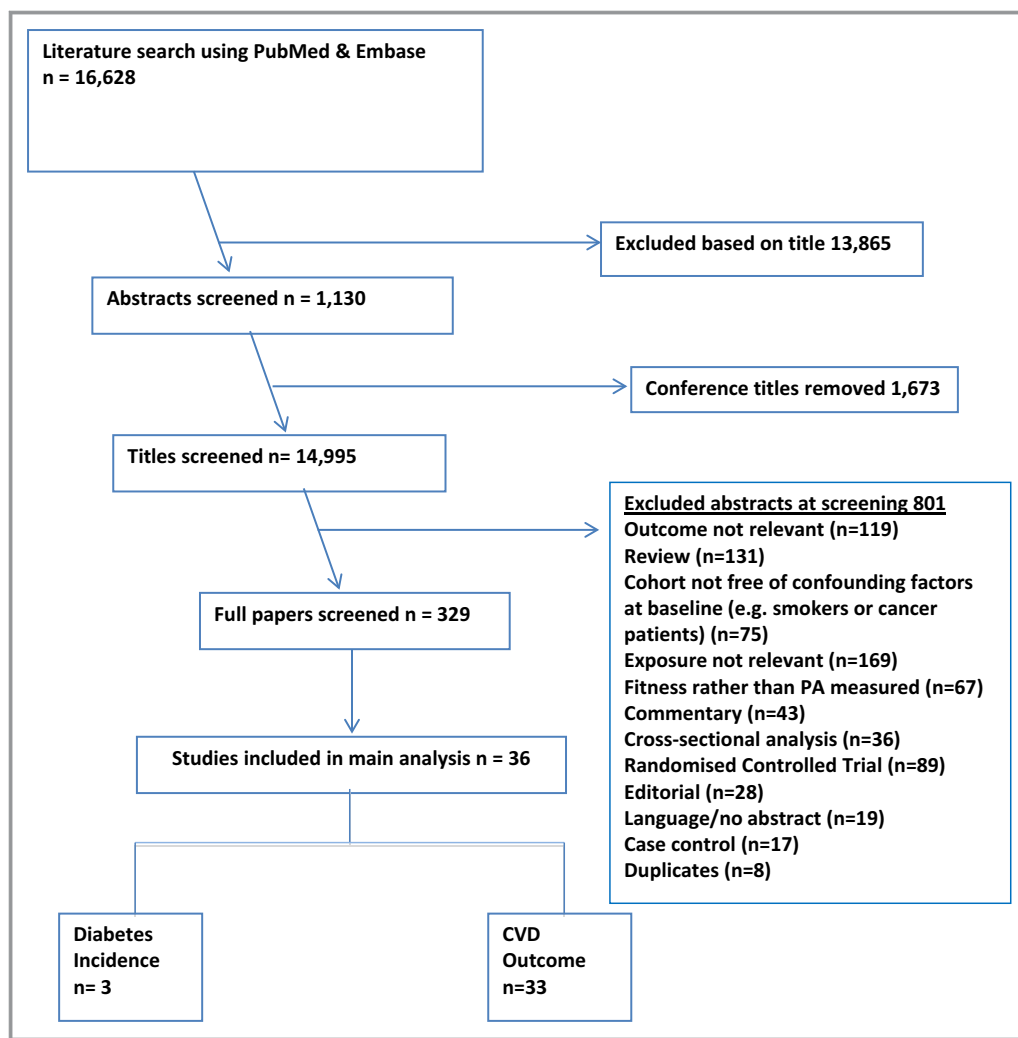 Literature search using PubMed & Embase
n = 16,628
Excluded based on title 13,865
Abstracts screened n = 1,130
Conference titles removed 1,673
Titles screened n= 14,995
Excluded abstracts at screening 801
Outcome not relevant (n=119)
Review (n=131)
Cohort not free of confounding factors
at baseline (e.g. smokers or cancer
patients) (n=75)
Exposure not relevant (n=169)
Fitness rather than PA measured (n=67)
Commentary (n=43)
Cross-sectional analysis (n=36)
Randomised Controlled Trial (n=89)
Editorial (n=28)
Language/no abstract (n=19)
Case control (n=17)
Duplicates (n=8)
Full papers screened n = 329
Studies included in main analysis n = 36
Diabetes
Incidence
n= 3
CVD
Outcome
n=33